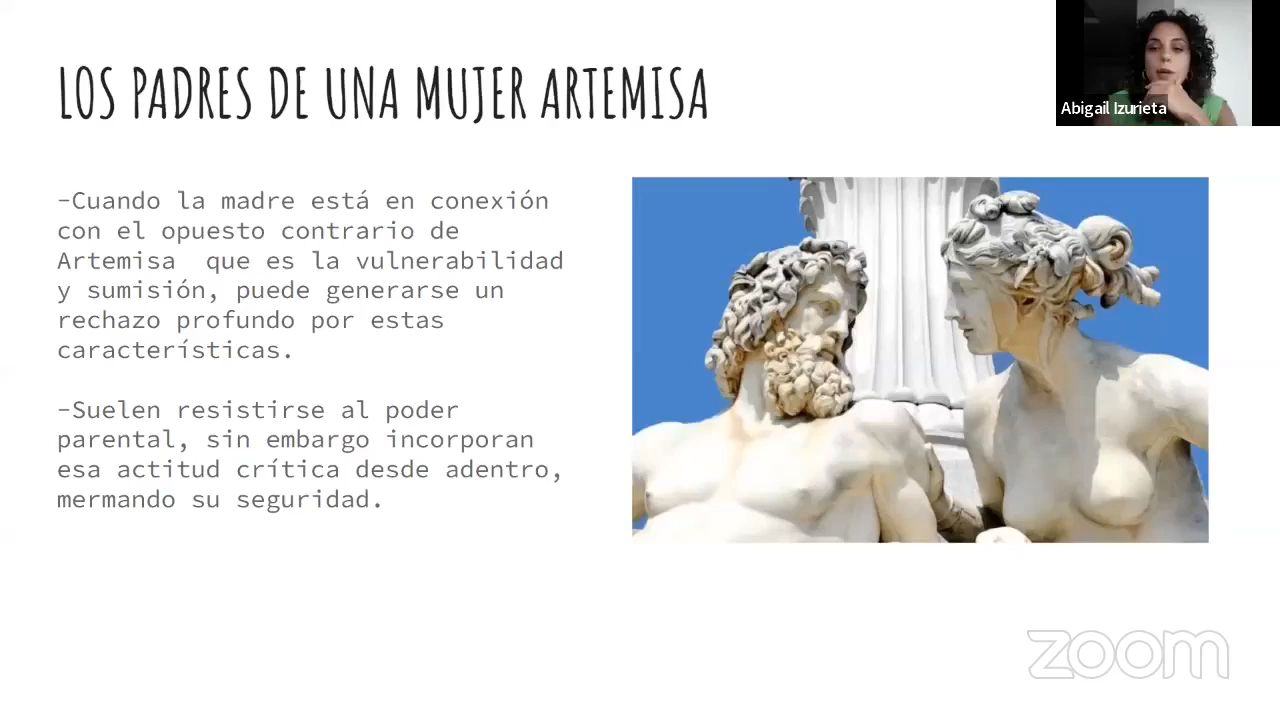 LOS PADRES DE UNA MUJER ARTEMISA
Abigail Izurieta
-Cuando la madre está en conexión
con el opuesto contrario de
Artemisa  que es la vulnerabilidad
y sumisión, puede generarse un
rechazo profundo por estas
características.
-Suelen resistirse al poder
parental, sin embargo incorporan
esa actitud crítica desde adentro,
mermando su seguridad.
zoom